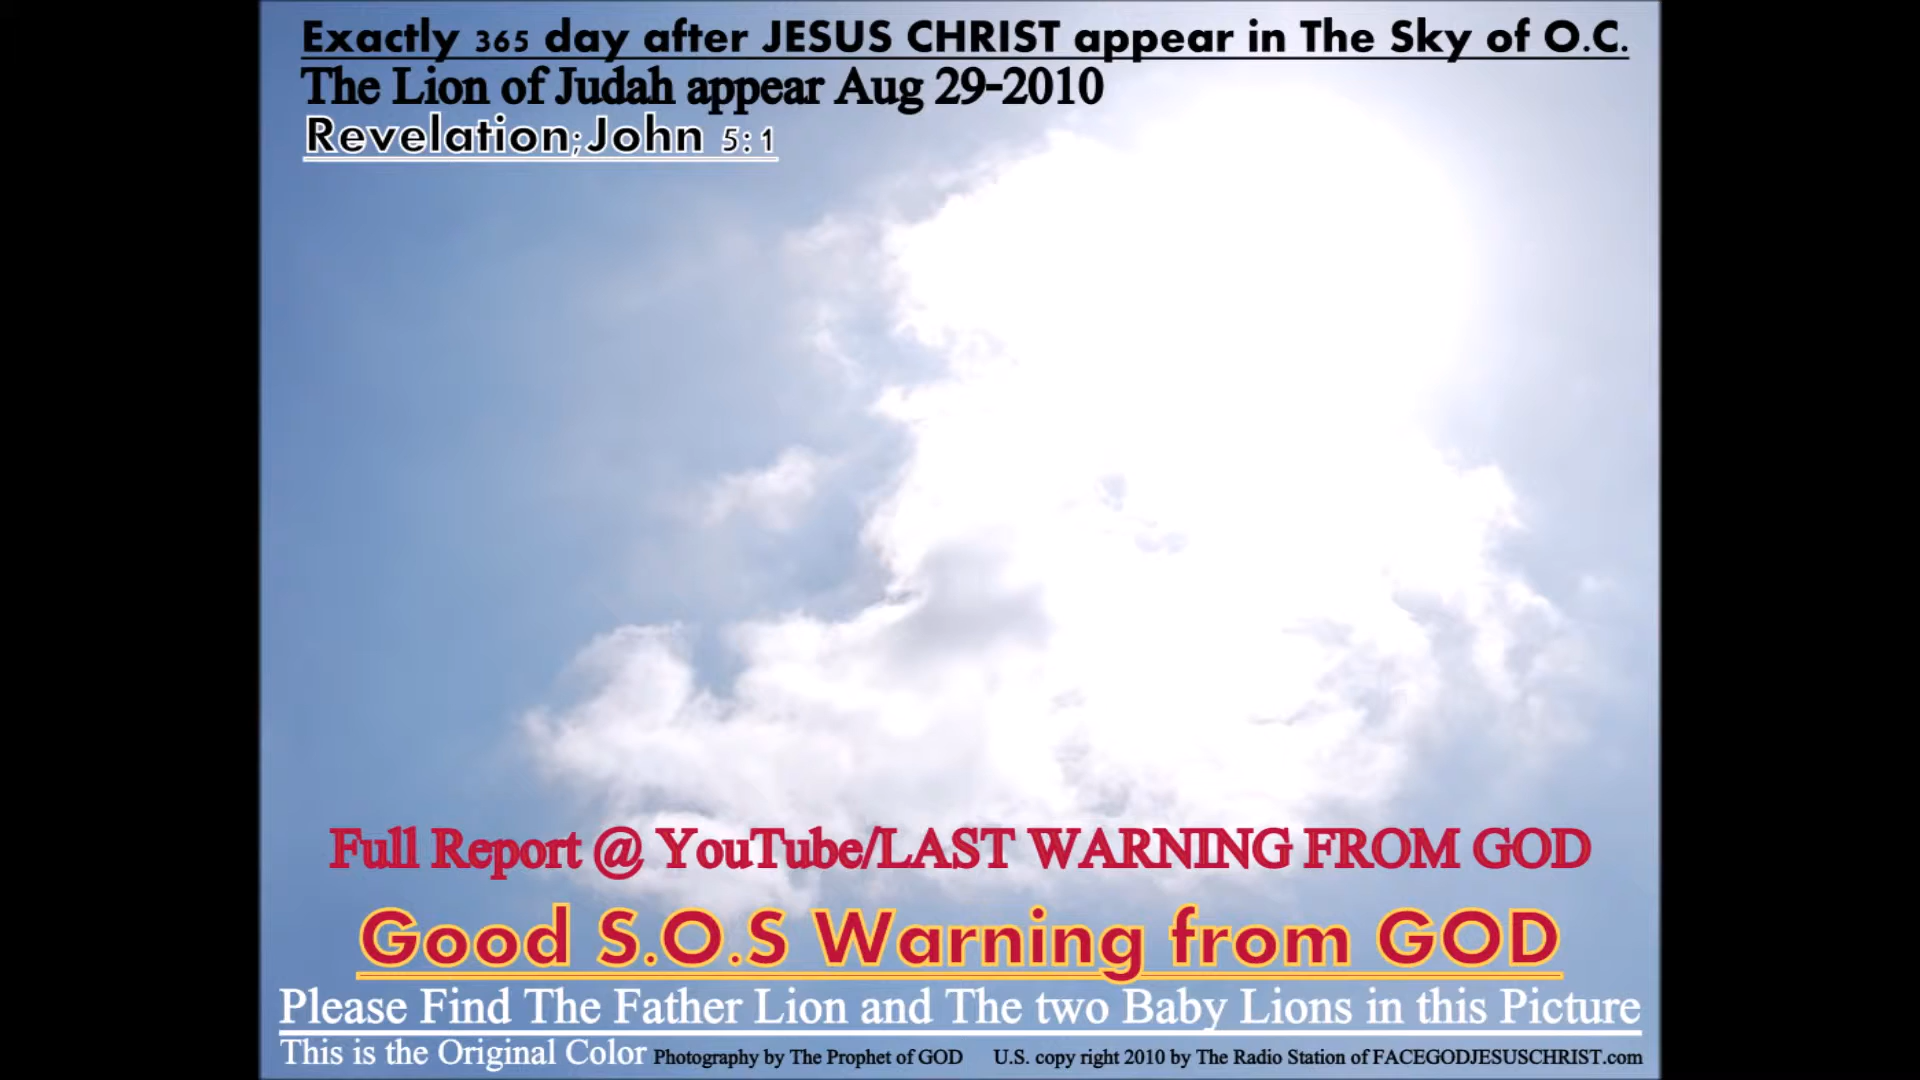 Exactly 365 day after JESUS CHRIST appear in The Sky of O.C.
The Lion of Judah appear Aug 29-2010
Revelation;John 5:1
Full Report @ YouTube/LAST WARNING FROM GOD
Good S.O.S Warning from GOD
Please Find The Father Lion and The two Baby Lions in this Picture
This is the Original Color Photography by The Prophet of GOD U.S. copy right 2010 by The Radio Station of FACEGODJESUSCHRIST.com